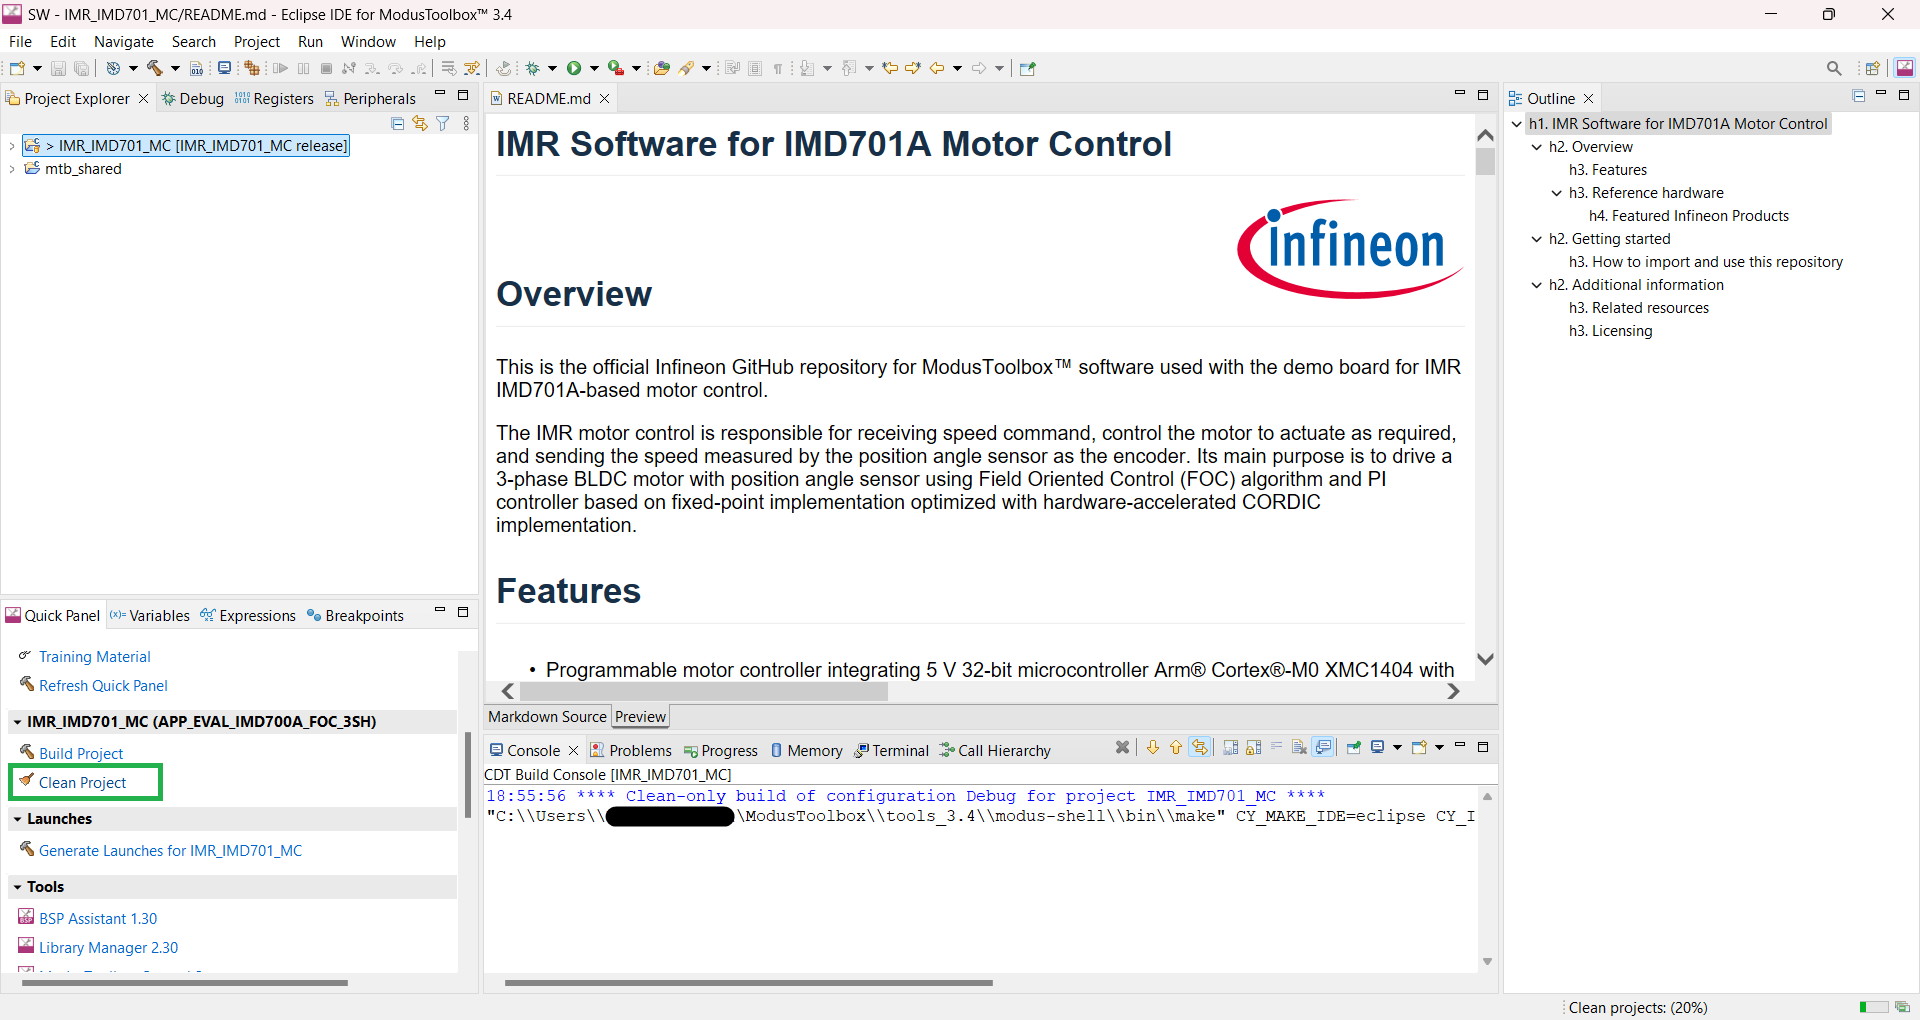 SW - IMR_IMD701_MC/README.md - Eclipse IDE for ModusToolbox™ 3.4
File Edit Navigate Search Project Run Window Help
Project Explorer
Debug
Registers
Peripherals
> IMR_IMD701_MC [IMR_IMD701_MC release]
mtb_shared
Quick Panel
Variables
Expressions
Breakpoints
Training Material
Refresh Quick Panel
IMR_IMD701_MC (APP_EVAL_IMD700A_FOC_3SH)
Build Project
Clean Project
Launches
Generate Launches for IMR_IMD701_MC
Tools
BSP Assistant 1.30
Library Manager 2.30
README.md
IMR Software for IMD701A Motor Control
infineon
Overview
This is the official Infineon GitHub repository for ModusToolbox™ software used with the demo board for IMR
IMD701A-based motor control.
The IMR motor control is responsible for receiving speed command, control the motor to actuate as required,
and sending the speed measured by the position angle sensor as the encoder. Its main purpose is to drive a
3-phase BLDC motor with position angle sensor using Field Oriented Control (FOC) algorithm and PI
controller based on fixed-point implementation optimized with hardware-accelerated CORDIC
implementation.
Features
• Programmable motor controller integrating 5 V 32-bit microcontroller Arm® Cortex®-M0 XMC1404 with
Markdown Source Preview
Console
Problems
Progress
Memory
Terminal
Call Hierarchy
CDT Build Console [IMR_IMD701_MC]
18:55:56 **** Clean-only build of configuration Debug for project IMR_IMD701_MC ****
"C:\\Users\\ \ModusToolbox\\tools_3.4\\modus-shell\\bin\\make" CY_MAKE_IDE=eclipse CY_I
Outline
h1. IMR Software for IMD701A Motor Control
h2. Overview
h3. Features
h3. Reference hardware
h4. Featured Infineon Products
h2. Getting started
h3. How to import and use this repository
h2. Additional information
h3. Related resources
h3. Licensing
Clean projects: (20%)